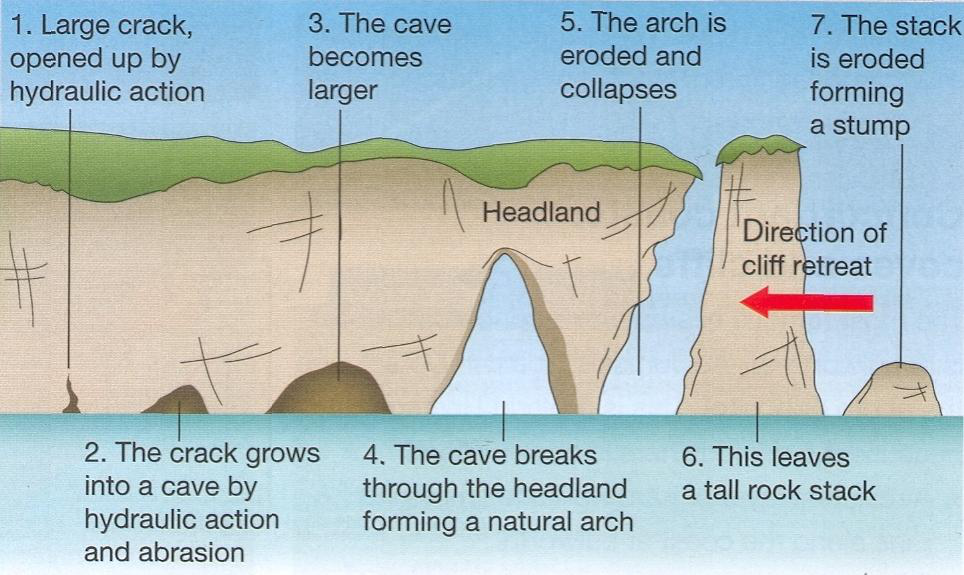 1. Large crack,
opened up by
hydraulic action
3. The cave
becomes
larger
5. The arch is
eroded and
collapses
7. The stack
is eroded
forming
a stump
Headland
Direction of
cliff retreat
2. The crack grows
into a cave by
hydraulic action
and abrasion
4. The cave breaks
through the headland
forming a natural arch
6. This leaves
a tall rock stack